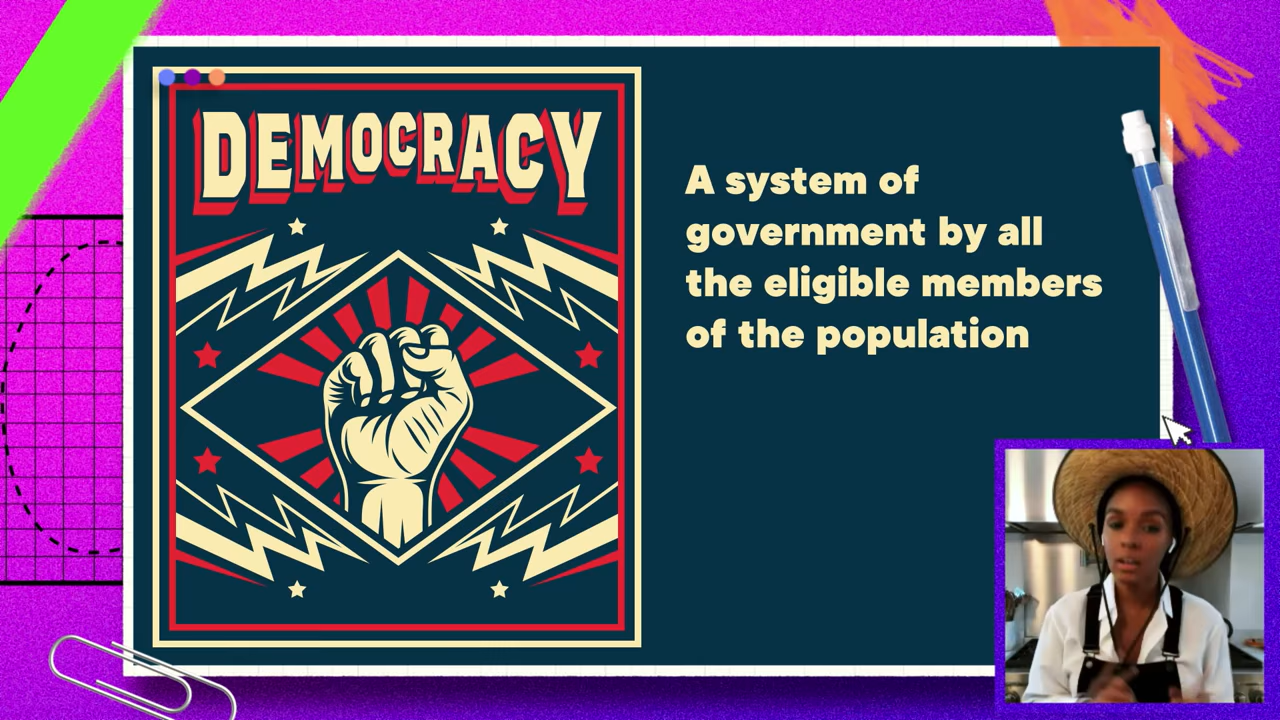 DEMOCRACY
A system of
government by all
the eligible members
of the population